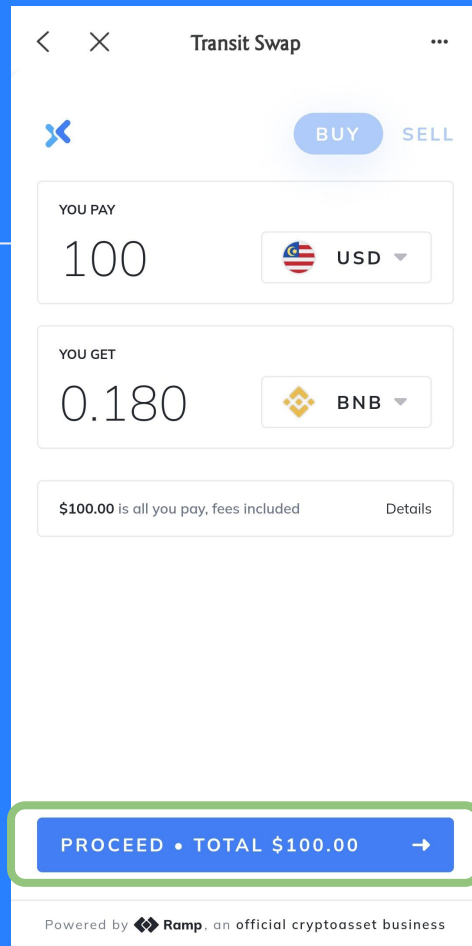 Transit Swap
BUY SELL
YOU PAY
100 USD
YOU GET
0.180 BNB
$100.00 is all you pay, fees included Details
PROCEED • TOTAL $100.00
Powered by Ramp, an official cryptoasset business